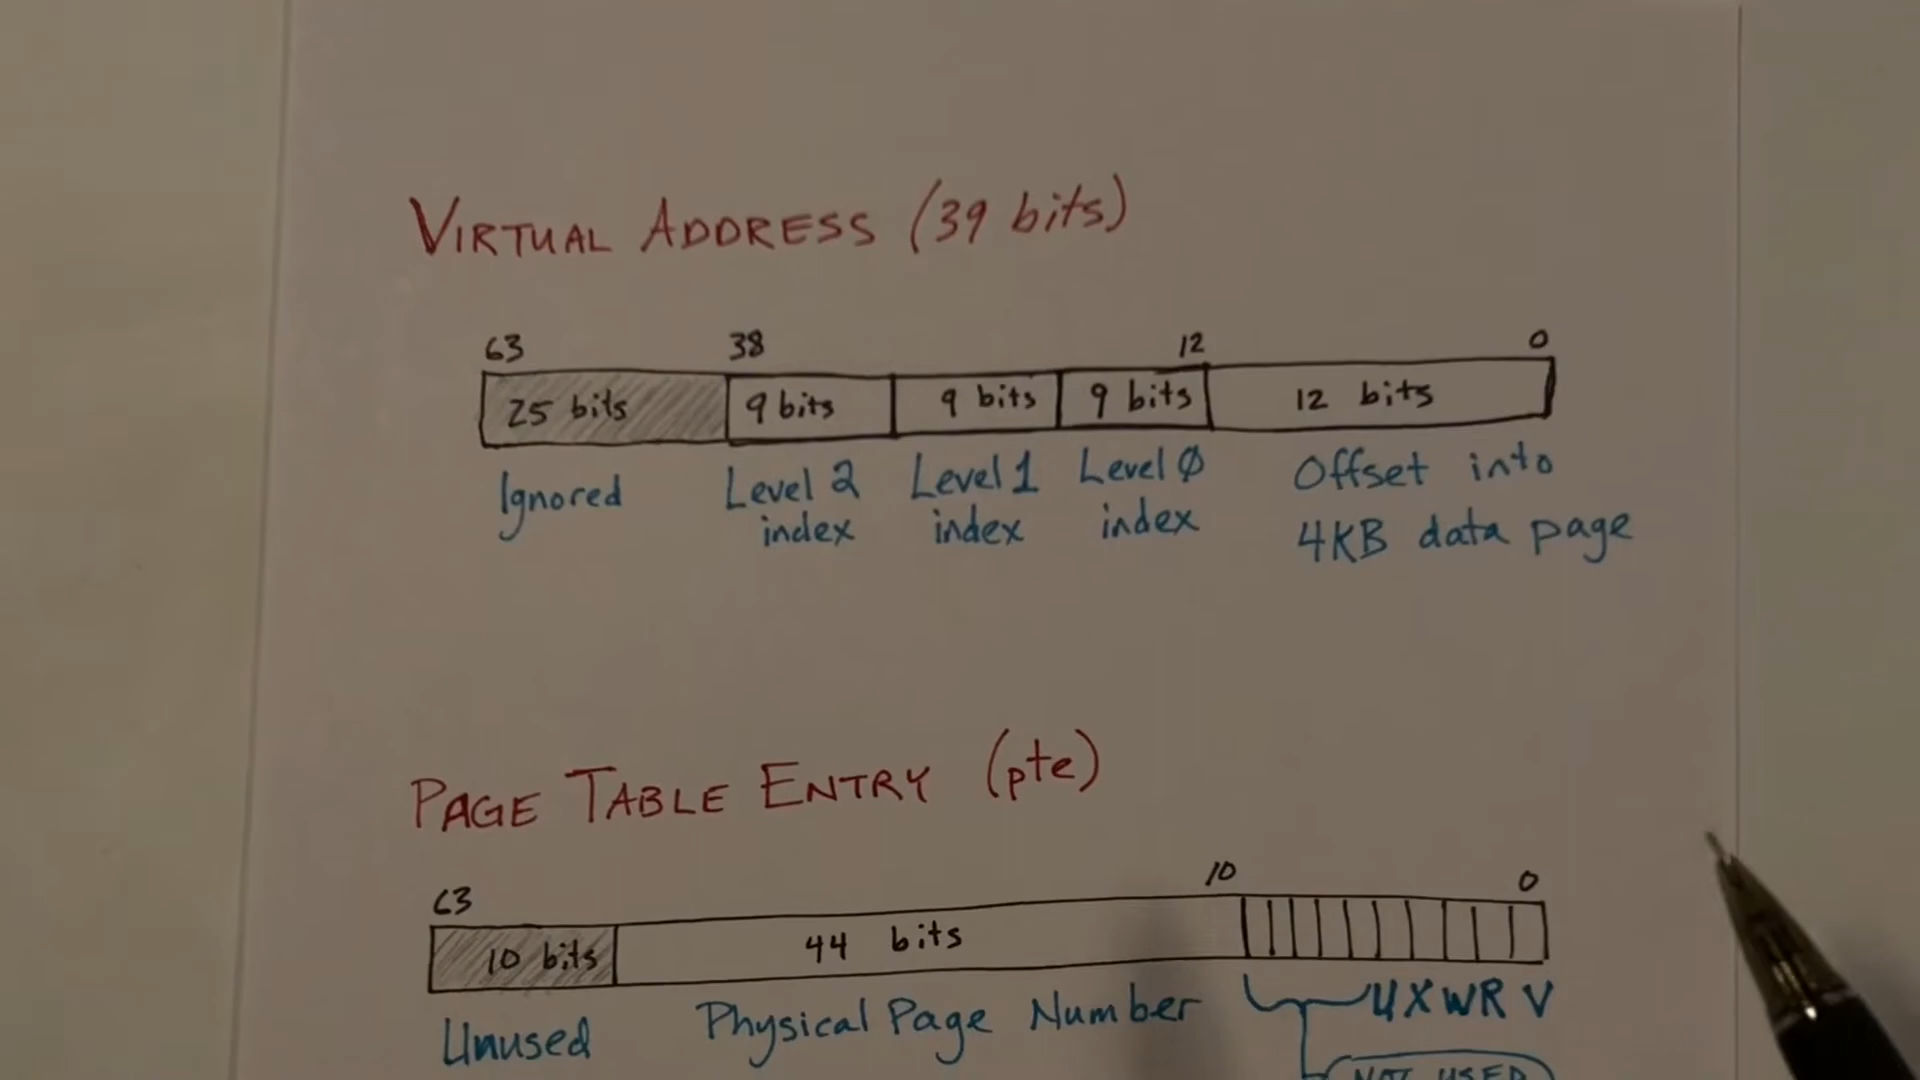 VIRTUAL ADDRESS (39 bits)
63 38 12 0
25 bits 9 bits 9 bits 9 bits 12 bits
Ignored Level 2 index Level 1 index Level Ø index Offset into 4KB data page
PAGE TABLE ENTRY (pte)
63 10 0
10 bits 44 bits
Unused Physical Page Number U X W R V
NOT USED